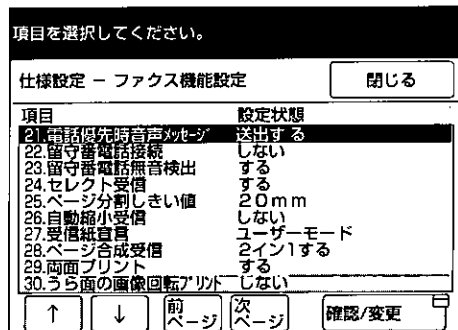 項目を選択してください。
仕様設定 − ファクス機能設定
閉じる
項目 設定状態
21.電話優先時音声メッセージ 送出する
22.留守番電話接続 しない
23.留守番電話無音検出 する
24.セレクト受信 する
25.ページ分割しきい値 20mm
26.自動縮小受信 しない
27.受信紙宣言 ユーザーモード
28.ページ合成受信 2イン1する
29.両面プリント する
30.うら面の画像回転プリント しない
↑ ↓ 前ページ 次ページ 確認/変更